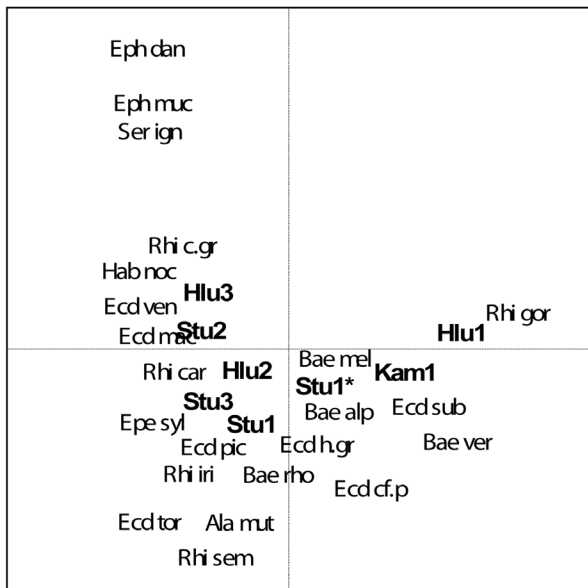 Eph dan
Eph muc
Ser ign
Rhi c.gr
Hab noc
Hlu3
Ecd ven
Rhi gor
Stu2
Hlu1
Ecd mac
Bae mel
Rhi car
Hlu2
Kam1
Stu1*
Stu3
Ecd sub
Bae alp
Epe syl
Stu1
Bae ver
Ecd pic
Ecd h.gr
Rhi iri
Bae rho
Ecd cf.p
Ecd tor
Ala mut
Rhi sem